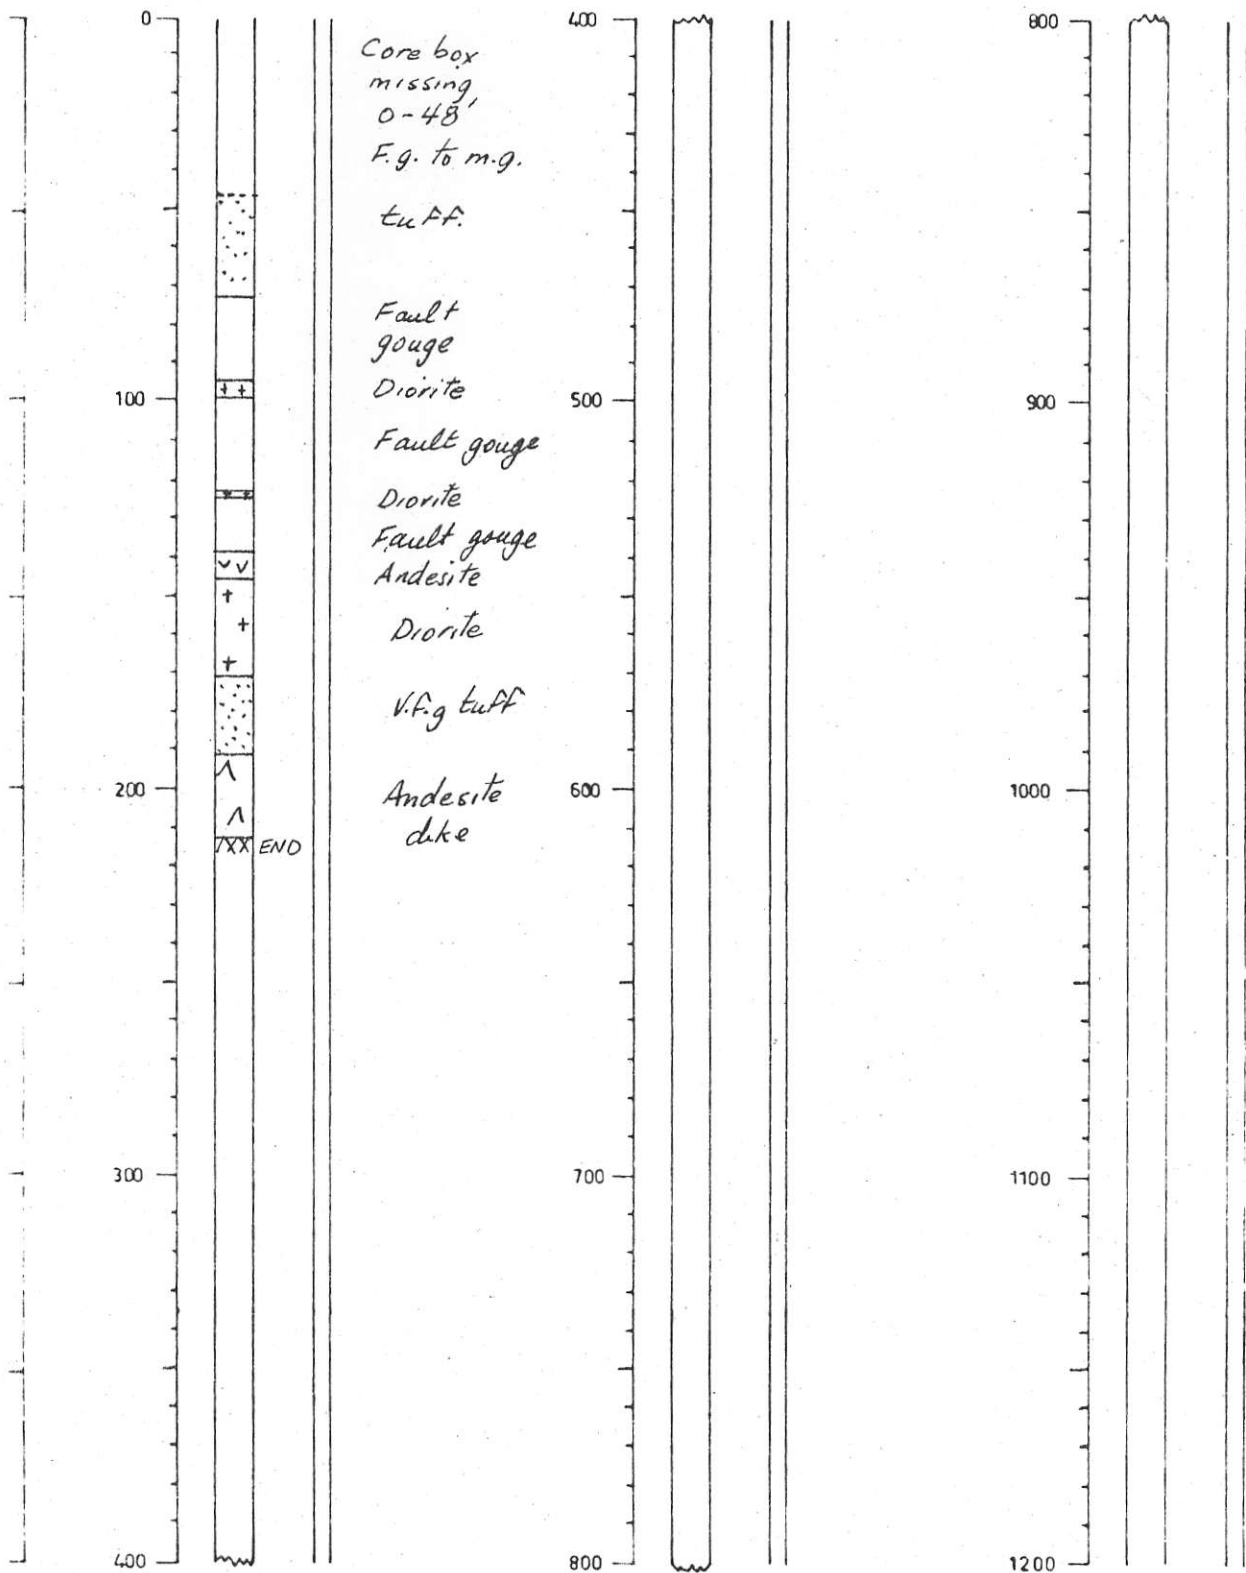 0
Core box
missing,
0-48'
F.g. to m.g.
tuff.
Fault
gouge
100
Diorite
Fault gouge
Diorite
Fault gouge
Andesite
Diorite
V.f.g tuff
200
Andesite
dike
END
300
400
400
500
600
700
800
800
900
1000
1100
1200